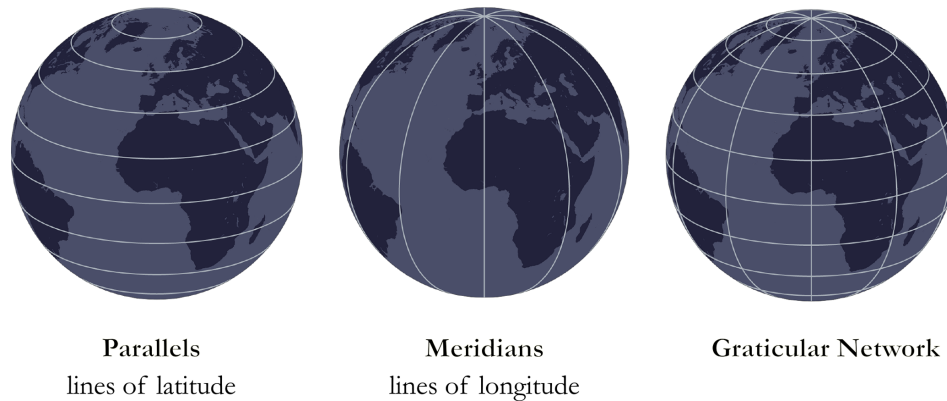 Parallels
lines of latitude
Meridians
lines of longitude
Graticular Network